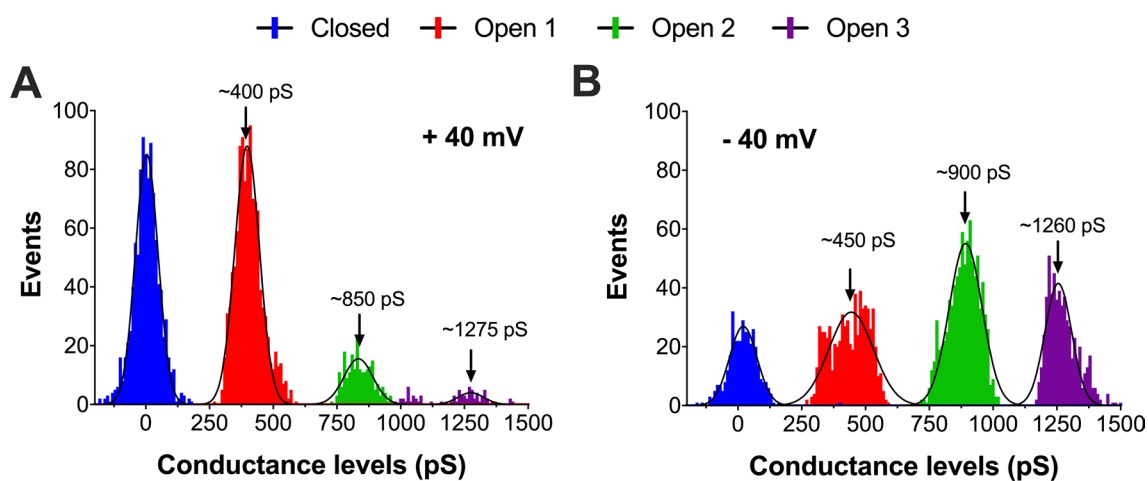 Closed Open 1 Open 2 Open 3
A
~400 pS
+ 40 mV
~850 pS
~1275 pS
Events
100
80
60
40
20
0
0 250 500 750 1000 1250 1500
Conductance levels (pS)
B
- 40 mV
~900 pS
~1260 pS
~450 pS
Events
100
80
60
40
20
0
0 250 500 750 1000 1250 1500
Conductance levels (pS)